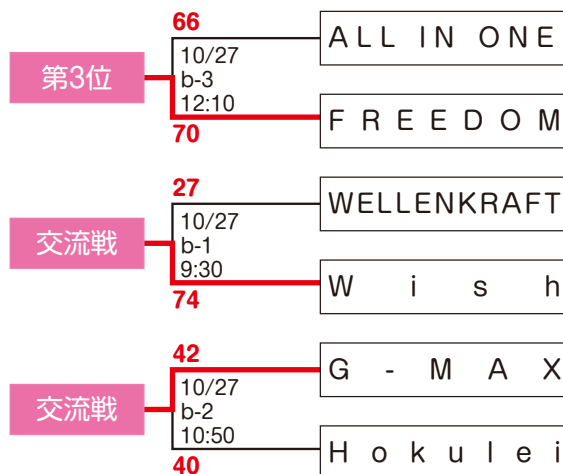 66
ALL IN ONE
10/27
第3位
b-3
12:10
FREEDOM
70
27
WELLENKRAFT
10/27
交流戦
b-1
9:30
Wish
74
42
G-MAX
10/27
交流戦
b-2
10:50
Hokulei
40